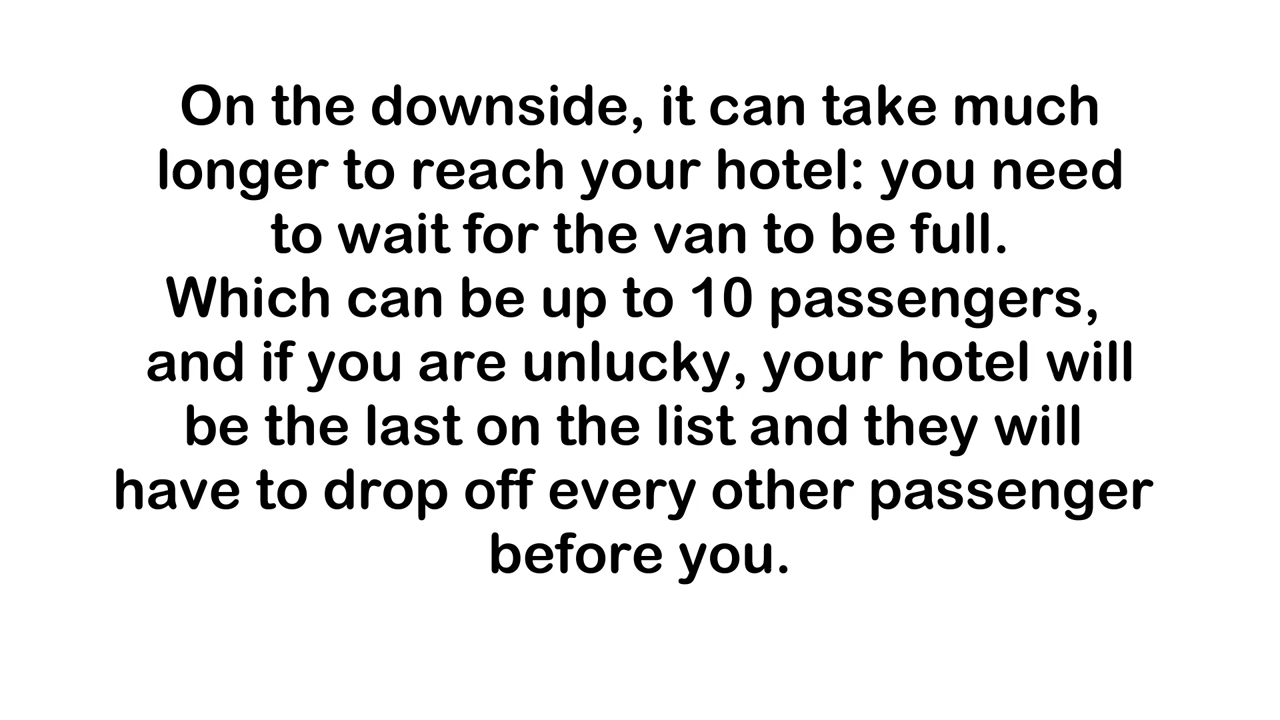 On the downside, it can take much
longer to reach your hotel: you need
to wait for the van to be full.
Which can be up to 10 passengers,
and if you are unlucky, your hotel will
be the last on the list and they will
have to drop off every other passenger
before you.